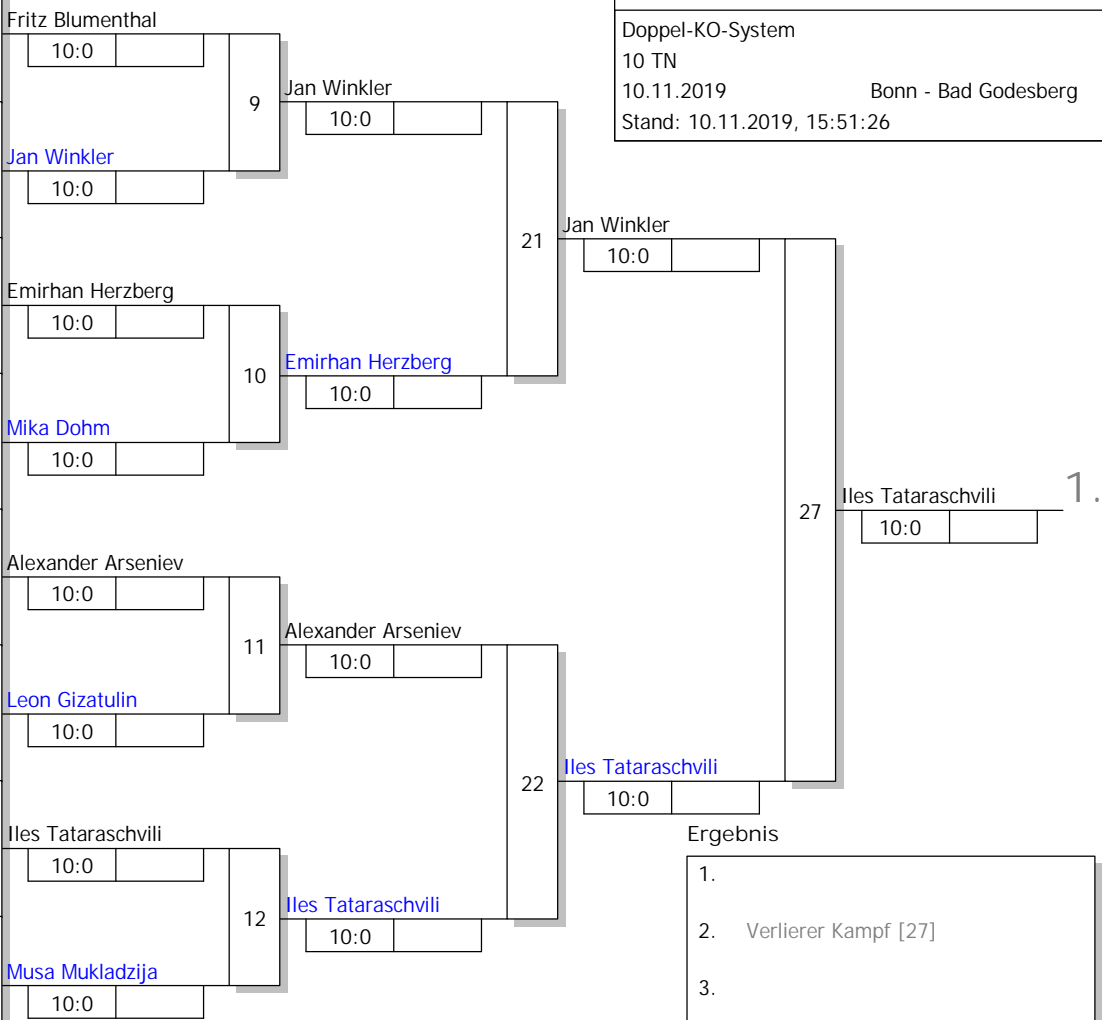 Fritz Blumenthal
10:0
9
Jan Winkler
10:0
Jan Winkler
10:0
Doppel-KO-System
10 TN
10.11.2019 Bonn - Bad Godesberg
Stand: 10.11.2019, 15:51:26
21
Jan Winkler
10:0
Emirhan Herzberg
10:0
10
Emirhan Herzberg
10:0
Mika Dohm
10:0
27
Iles Tataraschvili
10:0
1.
Alexander Arseniev
10:0
11
Alexander Arseniev
10:0
Leon Gizatulin
10:0
22
Iles Tataraschvili
10:0
Iles Tataraschvili
10:0
12
Iles Tataraschvili
10:0
Musa Mukladzija
10:0
Ergebnis
1.
2. Verlierer Kampf [27]
3.